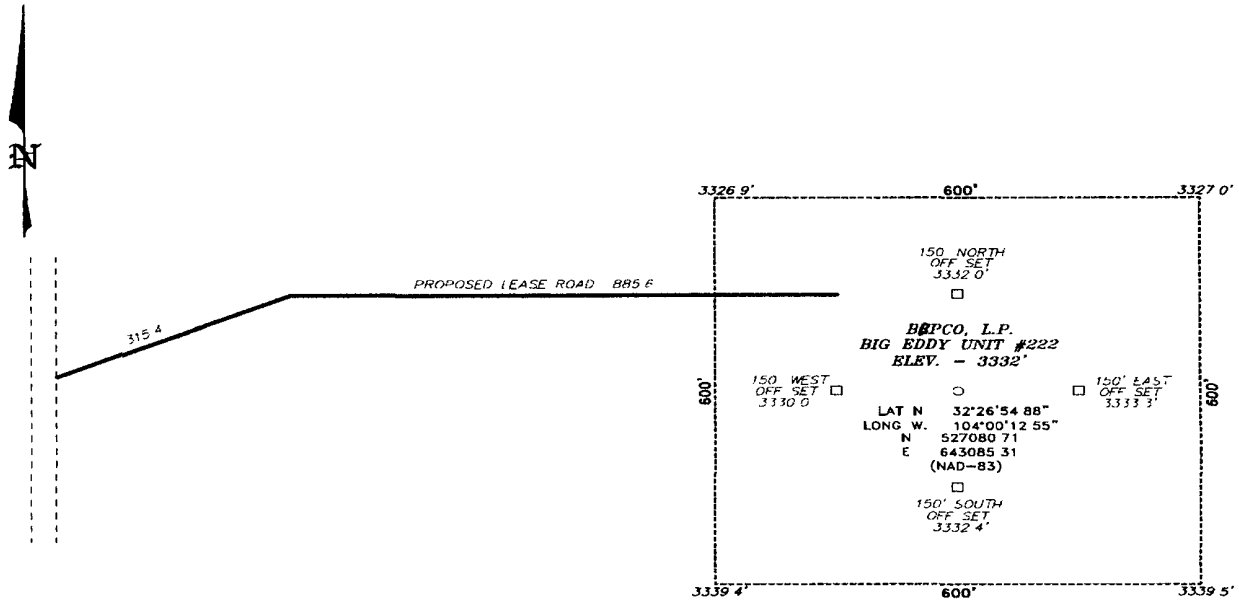 N
3326 9'
600'
3327 0'
150 NORTH
OFF SET
3332 0'
PROPOSED LEASE ROAD 885 6
315 4
L.P.
BIG EDDY UNIT #222
ELEV. - 3332'
150 WEST
OFF SET
3330 0
150' EAST
OFF SET
3333 3'
600'
600'
LAT N 32°26'54 88"
LONG W. 104°00'12 55"
N 527080 71
E 643085 31
(NAD-83)
150' SOUTH
OFF SET
3332 4'
3339 4'
600'
3339 5'